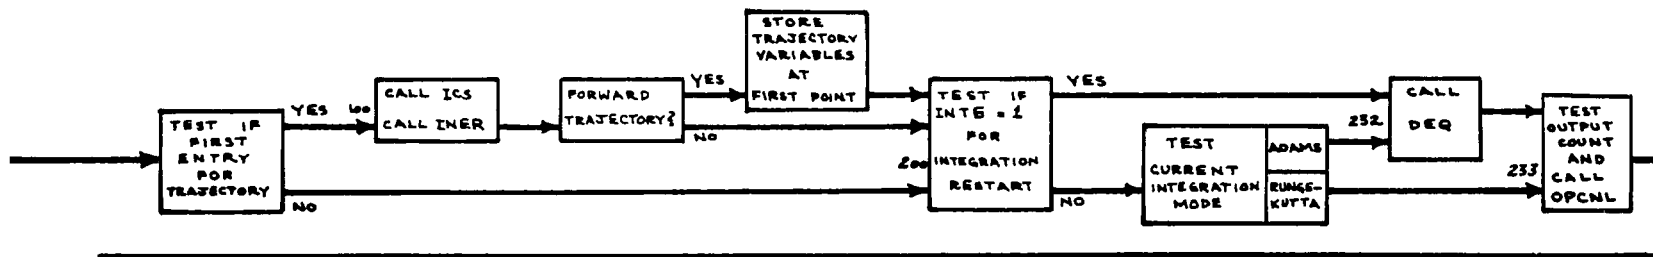 TEST IF
FIRST
ENTRY
FOR
TRAJECTORY
YES
NO
100
CALL ICS
CALL INER
FORWARD
TRAJECTORY?
YES
NO
STORE
TRAJECTORY
VARIABLES
AT
FIRST POINT
200
TEST IF
INTG = 1
FOR
INTEGRATION
RESTART
YES
NO
TEST
CURRENT
INTEGRATION
MODE
ADAMS
RUNGE-
KUTTA
232
CALL
DEQ
233
TEST
OUTPUT
COUNT
AND
CALL
OPCNL